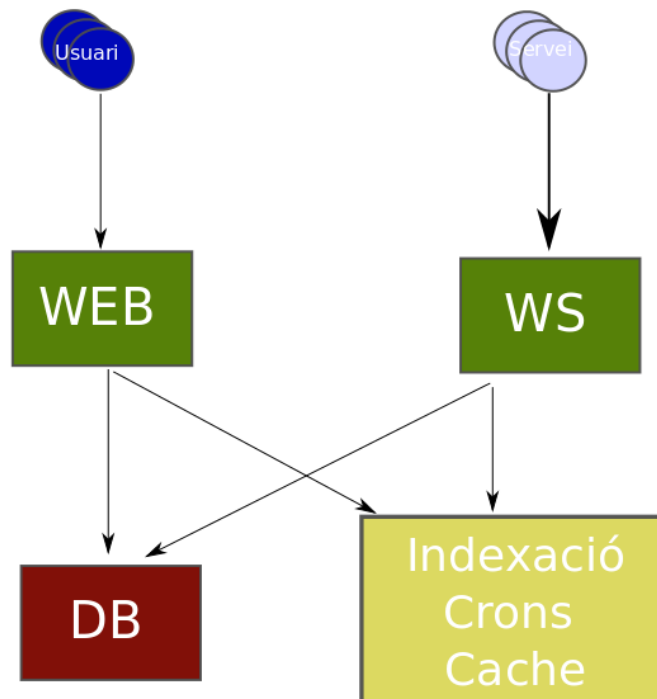 Usuari
Servei
WEB
WS
DB
Indexació
Crons
Cache